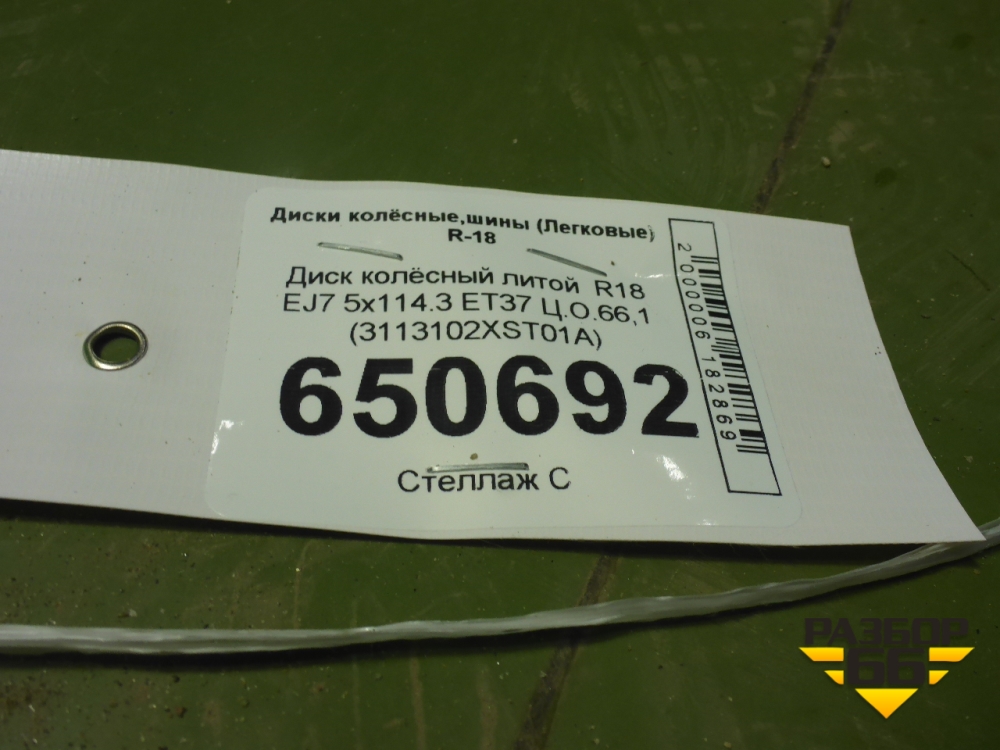 Диски колёсные,шины (Легковые)
R-18
Диск колёсный литой R18
EJ7 5x114.3 ET37 Ц.О.66,1
(3113102XST01A)
650692
Стеллаж С
2000006182869
РАЗБОР
66